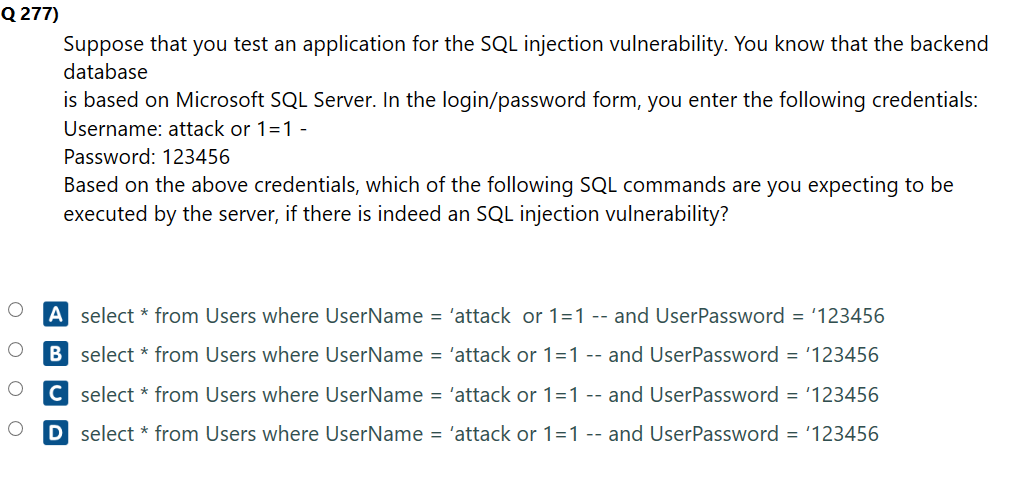 Q 277)
Suppose that you test an application for the SQL injection vulnerability. You know that the backend
database
is based on Microsoft SQL Server. In the login/password form, you enter the following credentials:
Username: attack or 1=1 -
Password: 123456
Based on the above credentials, which of the following SQL commands are you expecting to be
executed by the server, if there is indeed an SQL injection vulnerability?
A select * from Users where UserName = ‘attack  or 1=1 -- and UserPassword = ‘123456
B select * from Users where UserName = ‘attack or 1=1 -- and UserPassword = ‘123456
C select * from Users where UserName = ‘attack or 1=1 -- and UserPassword = ‘123456
D select * from Users where UserName = ‘attack or 1=1 -- and UserPassword = ‘123456